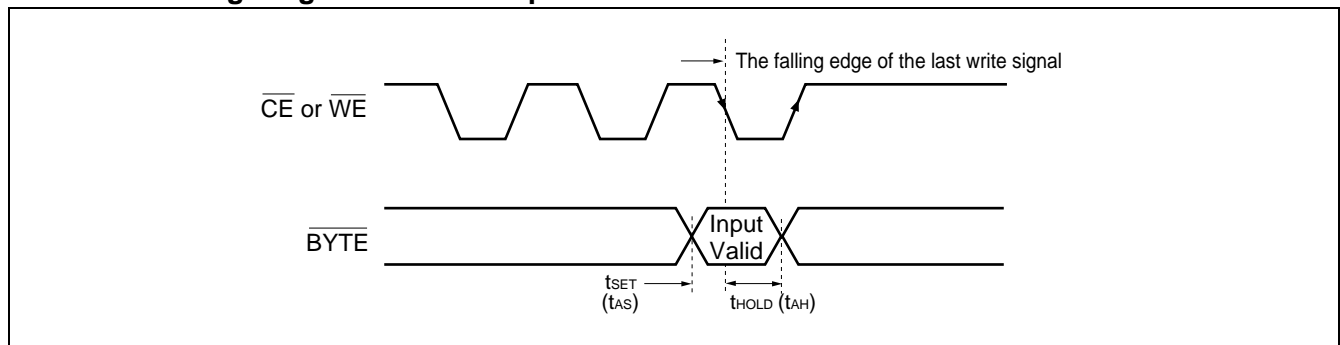 The falling edge of the last write signal
CE or WE
BYTE
Input
Valid
tSET
(tAS)
tHOLD (tAH)